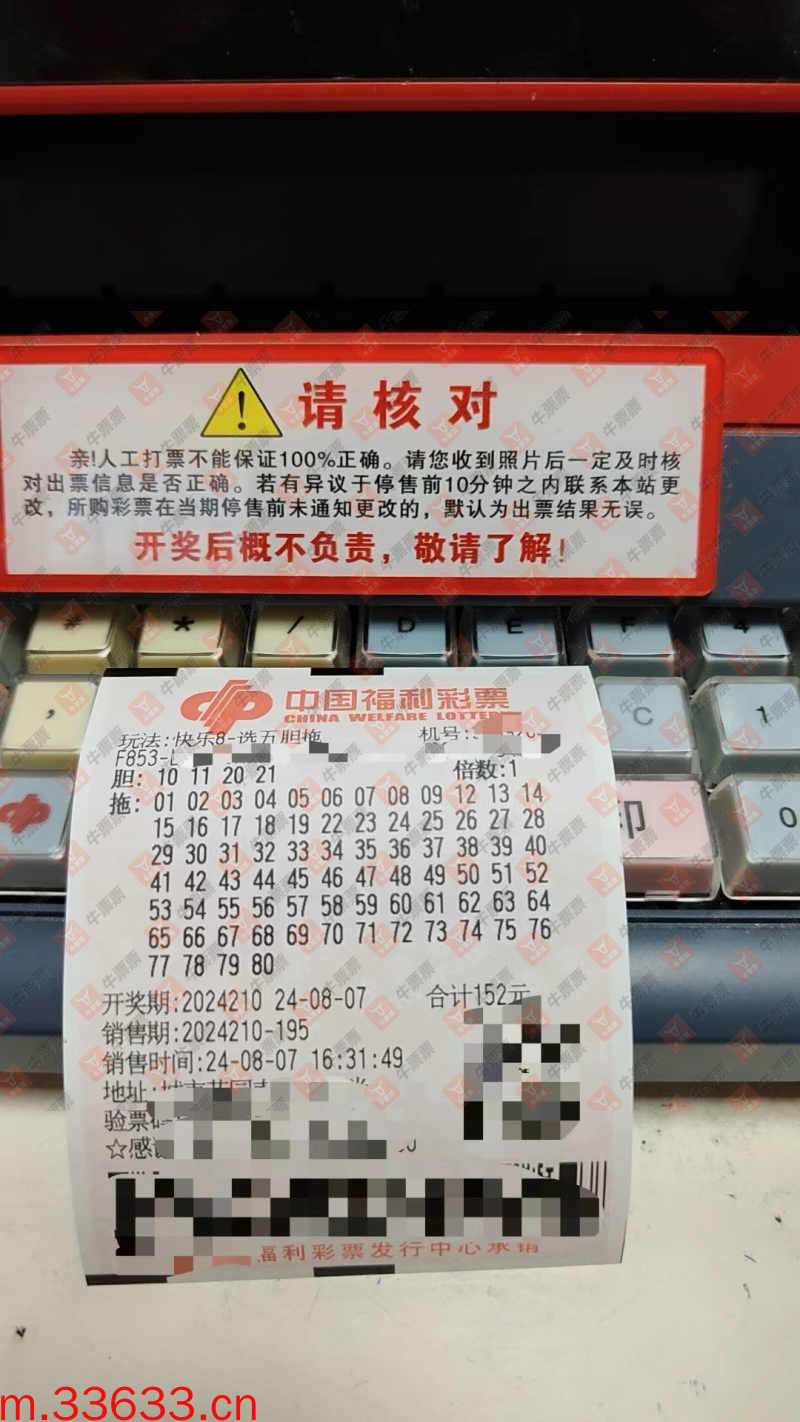 请核对
亲!人工打票不能保证100%正确。请您收到照片后一定及时核
对出票信息是否正确。若有异议于停售前10分钟之内联系本站更
改，所购彩票在当期停售前未通知更改的，默认为出票结果无误。
开奖后概不负责，敬请了解!
# * / D E F 4
, C 1
印 0
中国福利彩票
CHINA WELFARE LOTTERY
玩法:快乐8-选五胆拖 机号:
F853-
胆: 10 11 20 21 倍数:1
拖: 01 02 03 04 05 06 07 08 09 12 13 14
15 16 17 18 19 22 23 24 25 26 27 28
29 30 31 32 33 34 35 36 37 38 39 40
41 42 43 44 45 46 47 48 49 50 51 52
53 54 55 56 57 58 59 60 61 62 63 64
65 66 67 68 69 70 71 72 73 74 75 76
77 78 79 80
开奖期:2024210 24-08-07 合计152元
销售期:2024210-195
销售时间:24-08-07 16:31:49
地址:
验票
☆感
福利彩票发行中心承销
牛票票
m.33633.cn